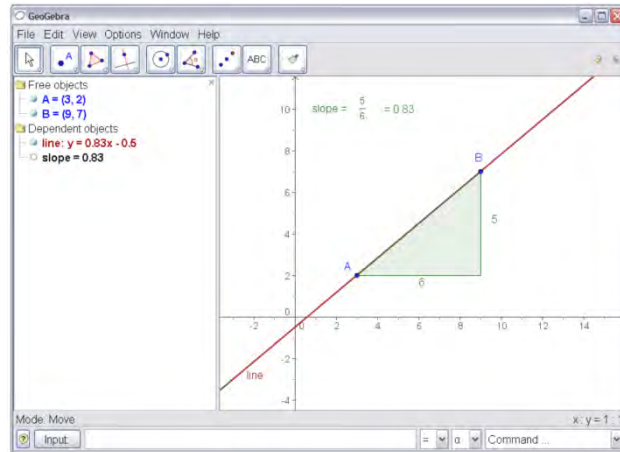 GeoGebra
File Edit View Options Window Help
A
ABC
Free objects
A = (3, 2)
B = (9, 7)
Dependent objects
line: y = 0.83x - 0.5
slope = 0.83
slope = 5/6 = 0.83
10
8
6
4
2
0
-2
-4
-2
0
2
4
6
8
10
12
14
A
B
5
6
line
Mode: Move
x : y = 1 :
Input:
= α Command ...